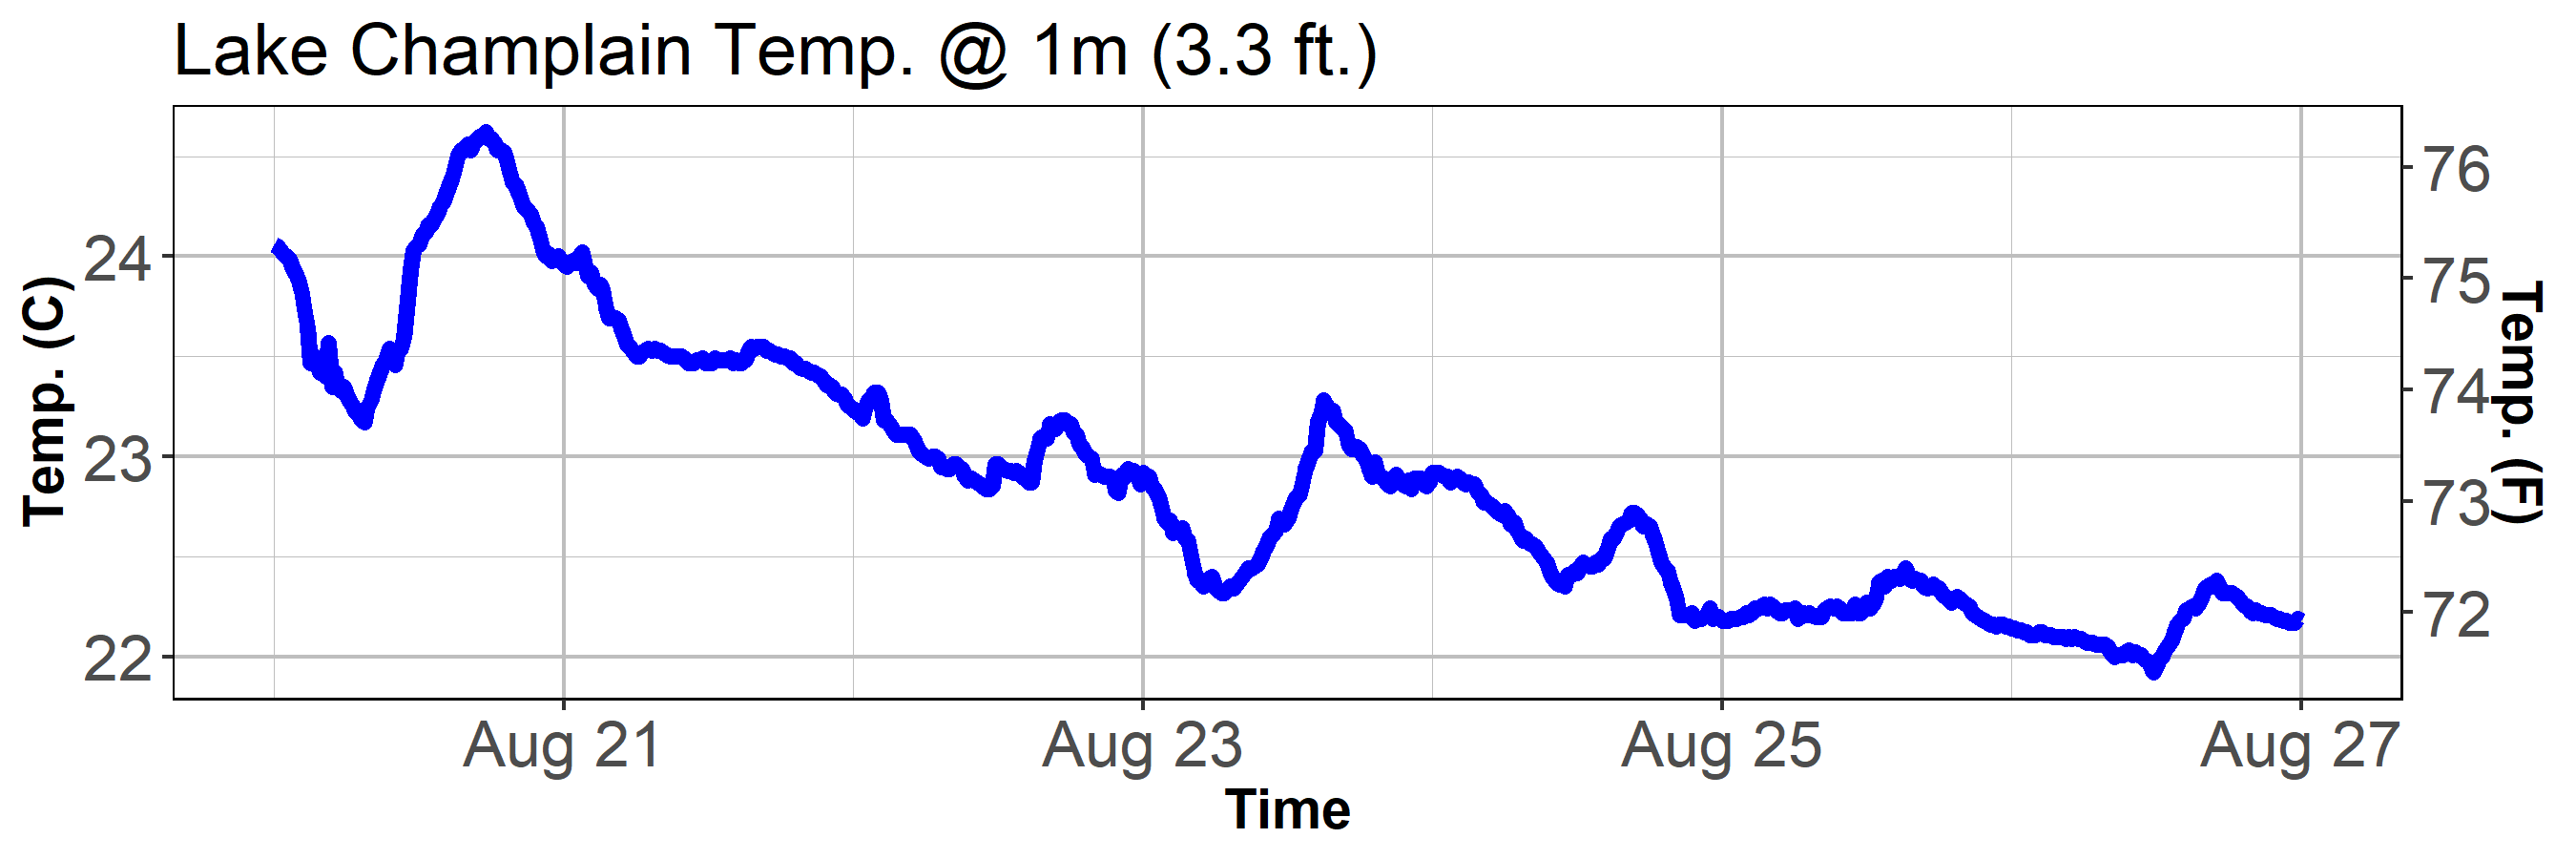 Lake Champlain Temp. @ 1m (3.3 ft.)
Temp. (C)
24
23
22
76
75
74
73
72
Temp. (F)
Aug 21 Aug 23 Aug 25 Aug 27
Time